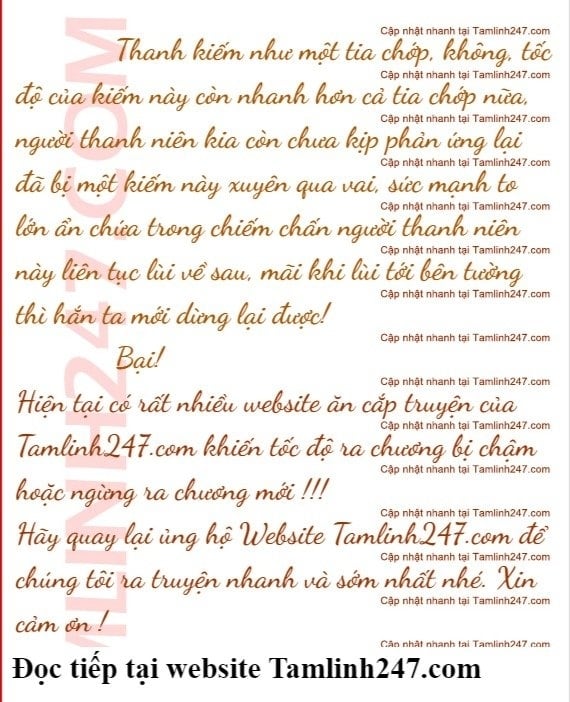 Cập nhật nhanh tại Tamlinh247.com
Thanh kiếm như một tia chớp, không, tốc
Cập nhật nhanh tại Tamlinh247.com
độ của kiếm này còn nhanh hơn cả tia chớp nữa,
Cập nhật nhanh tại Tamlinh247.com
người thanh niên kia còn chưa kịp phản ứng lại
Cập nhật nhanh tại Tamlinh247.com
đã bị một kiếm này xuyên qua vai, sức mạnh to
Cập nhật nhanh tại Tamlinh247.com
lớn ẩn chứa trong chiếm chấn người thanh niên
Cập nhật nhanh tại Tamlinh247.com
này liên tục lùi về sau, mãi khi lùi tới bên tường
Cập nhật nhanh tại Tamlinh247.com
thì hắn ta mới dừng lại được!
Cập nhật nhanh tại Tamlinh247.com
Bại!
Cập nhật nhanh tại Tamlinh247.com
Hiện tại có rất nhiều website ăn cắp truyện của
Cập nhật nhanh tại Tamlinh247.com
Tamlinh247.com khiến tốc độ ra chương bị chậm
Cập nhật nhanh tại Tamlinh247.com
hoặc ngừng ra chương mới !!!
Cập nhật nhanh tại Tamlinh247.com
Hãy quay lại ủng hộ Website Tamlinh247.com để
Cập nhật nhanh tại Tamlinh247.com
chúng tôi ra truyện nhanh và sớm nhất nhé. Xin
Cập nhật nhanh tại Tamlinh247.com
cảm ơn !
Cập nhật nhanh tại Tamlinh247.com
Đọc tiếp tại website Tamlinh247.com
MLINH247.COM